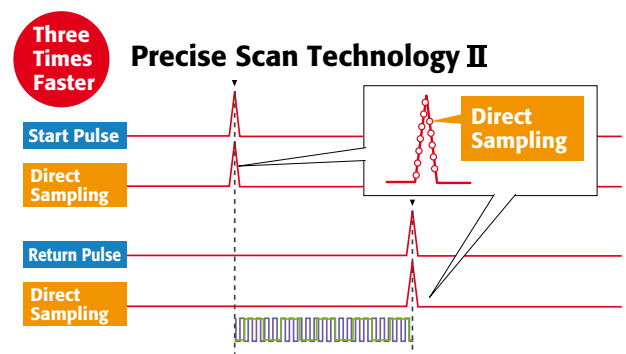 Three
Times
Faster
Precise Scan Technology Ⅱ
Start Pulse
Direct
Sampling
Direct
Sampling
Return Pulse
Direct
Sampling